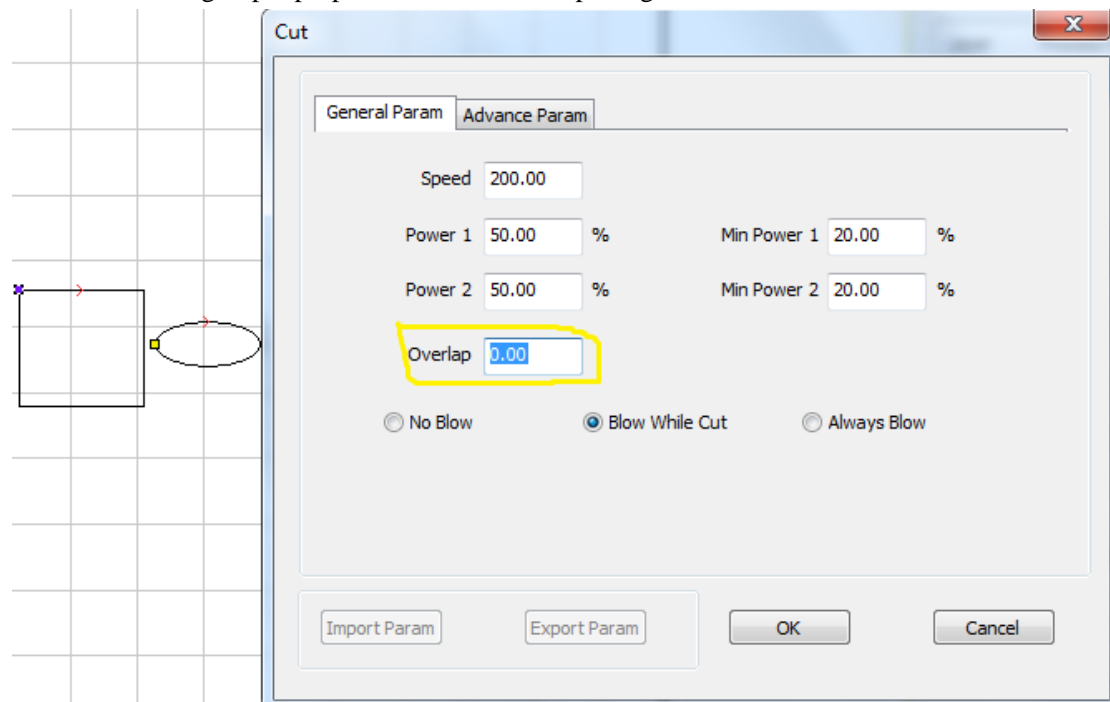 Cut
General Param Advance Param
Speed 200.00
Power 1 50.00 % Min Power 1 20.00 %
Power 2 50.00 % Min Power 2 20.00 %
Overlap 0.00
No Blow Blow While Cut Always Blow
Import Param Export Param OK Cancel